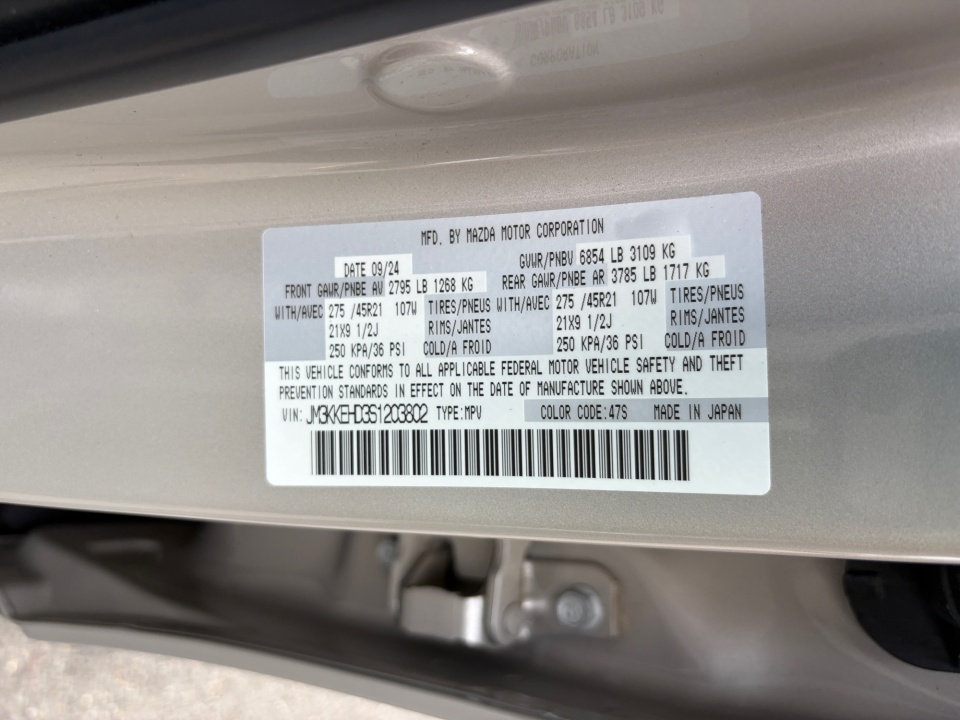 MFD. BY MAZDA MOTOR CORPORATION
DATE 09/24 GVWR/PNBV 6854 LB 3109 KG
FRONT GAWR/PNBE AV 2795 LB 1268 KG REAR GAWR/PNBE AR 3785 LB 1717 KG
WITH/AVEC 275 /45R21 107W TIRES/PNEUS WITH/AVEC 275 /45R21 107W TIRES/PNEUS
21X9 1/2J RIMS/JANTES 21X9 1/2J RIMS/JANTES
250 KPA/36 PSI COLD/A FROID 250 KPA/36 PSI COLD/A FROID
THIS VEHICLE CONFORMS TO ALL APPLICABLE FEDERAL MOTOR VEHICLE SAFETY AND THEFT
PREVENTION STANDARDS IN EFFECT ON THE DATE OF MANUFACTURE SHOWN ABOVE.
VIN: JM3KKEHD3S1203802 TYPE:MPV COLOR CODE:47S MADE IN JAPAN